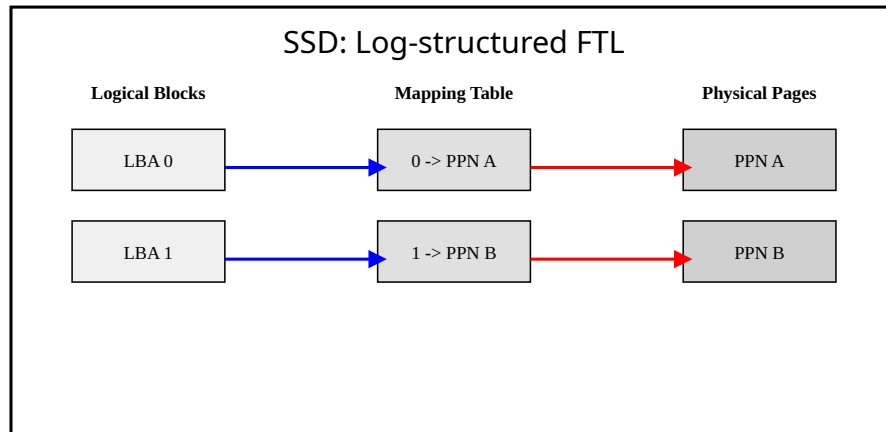 SSD: Log-structured FTL
Logical Blocks
Mapping Table
Physical Pages
LBA 0
0 -> PPN A
PPN A
LBA 1
1 -> PPN B
PPN B